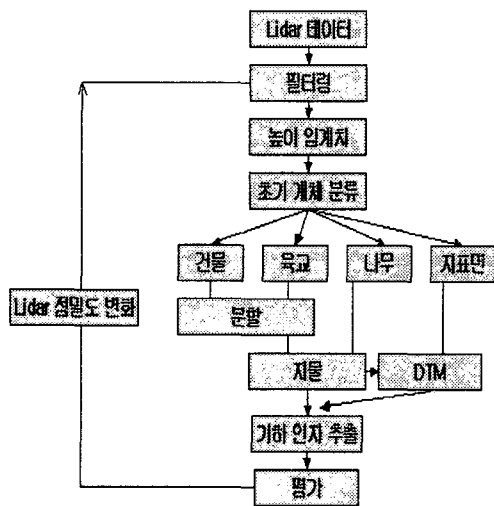 Lidar 데이터
필터링
높이 임계치
초기 객체 분류
건물
육교
나무
지표면
Lidar 점밀도 변화
분할
지물
DTM
기하 인자 추출
평가